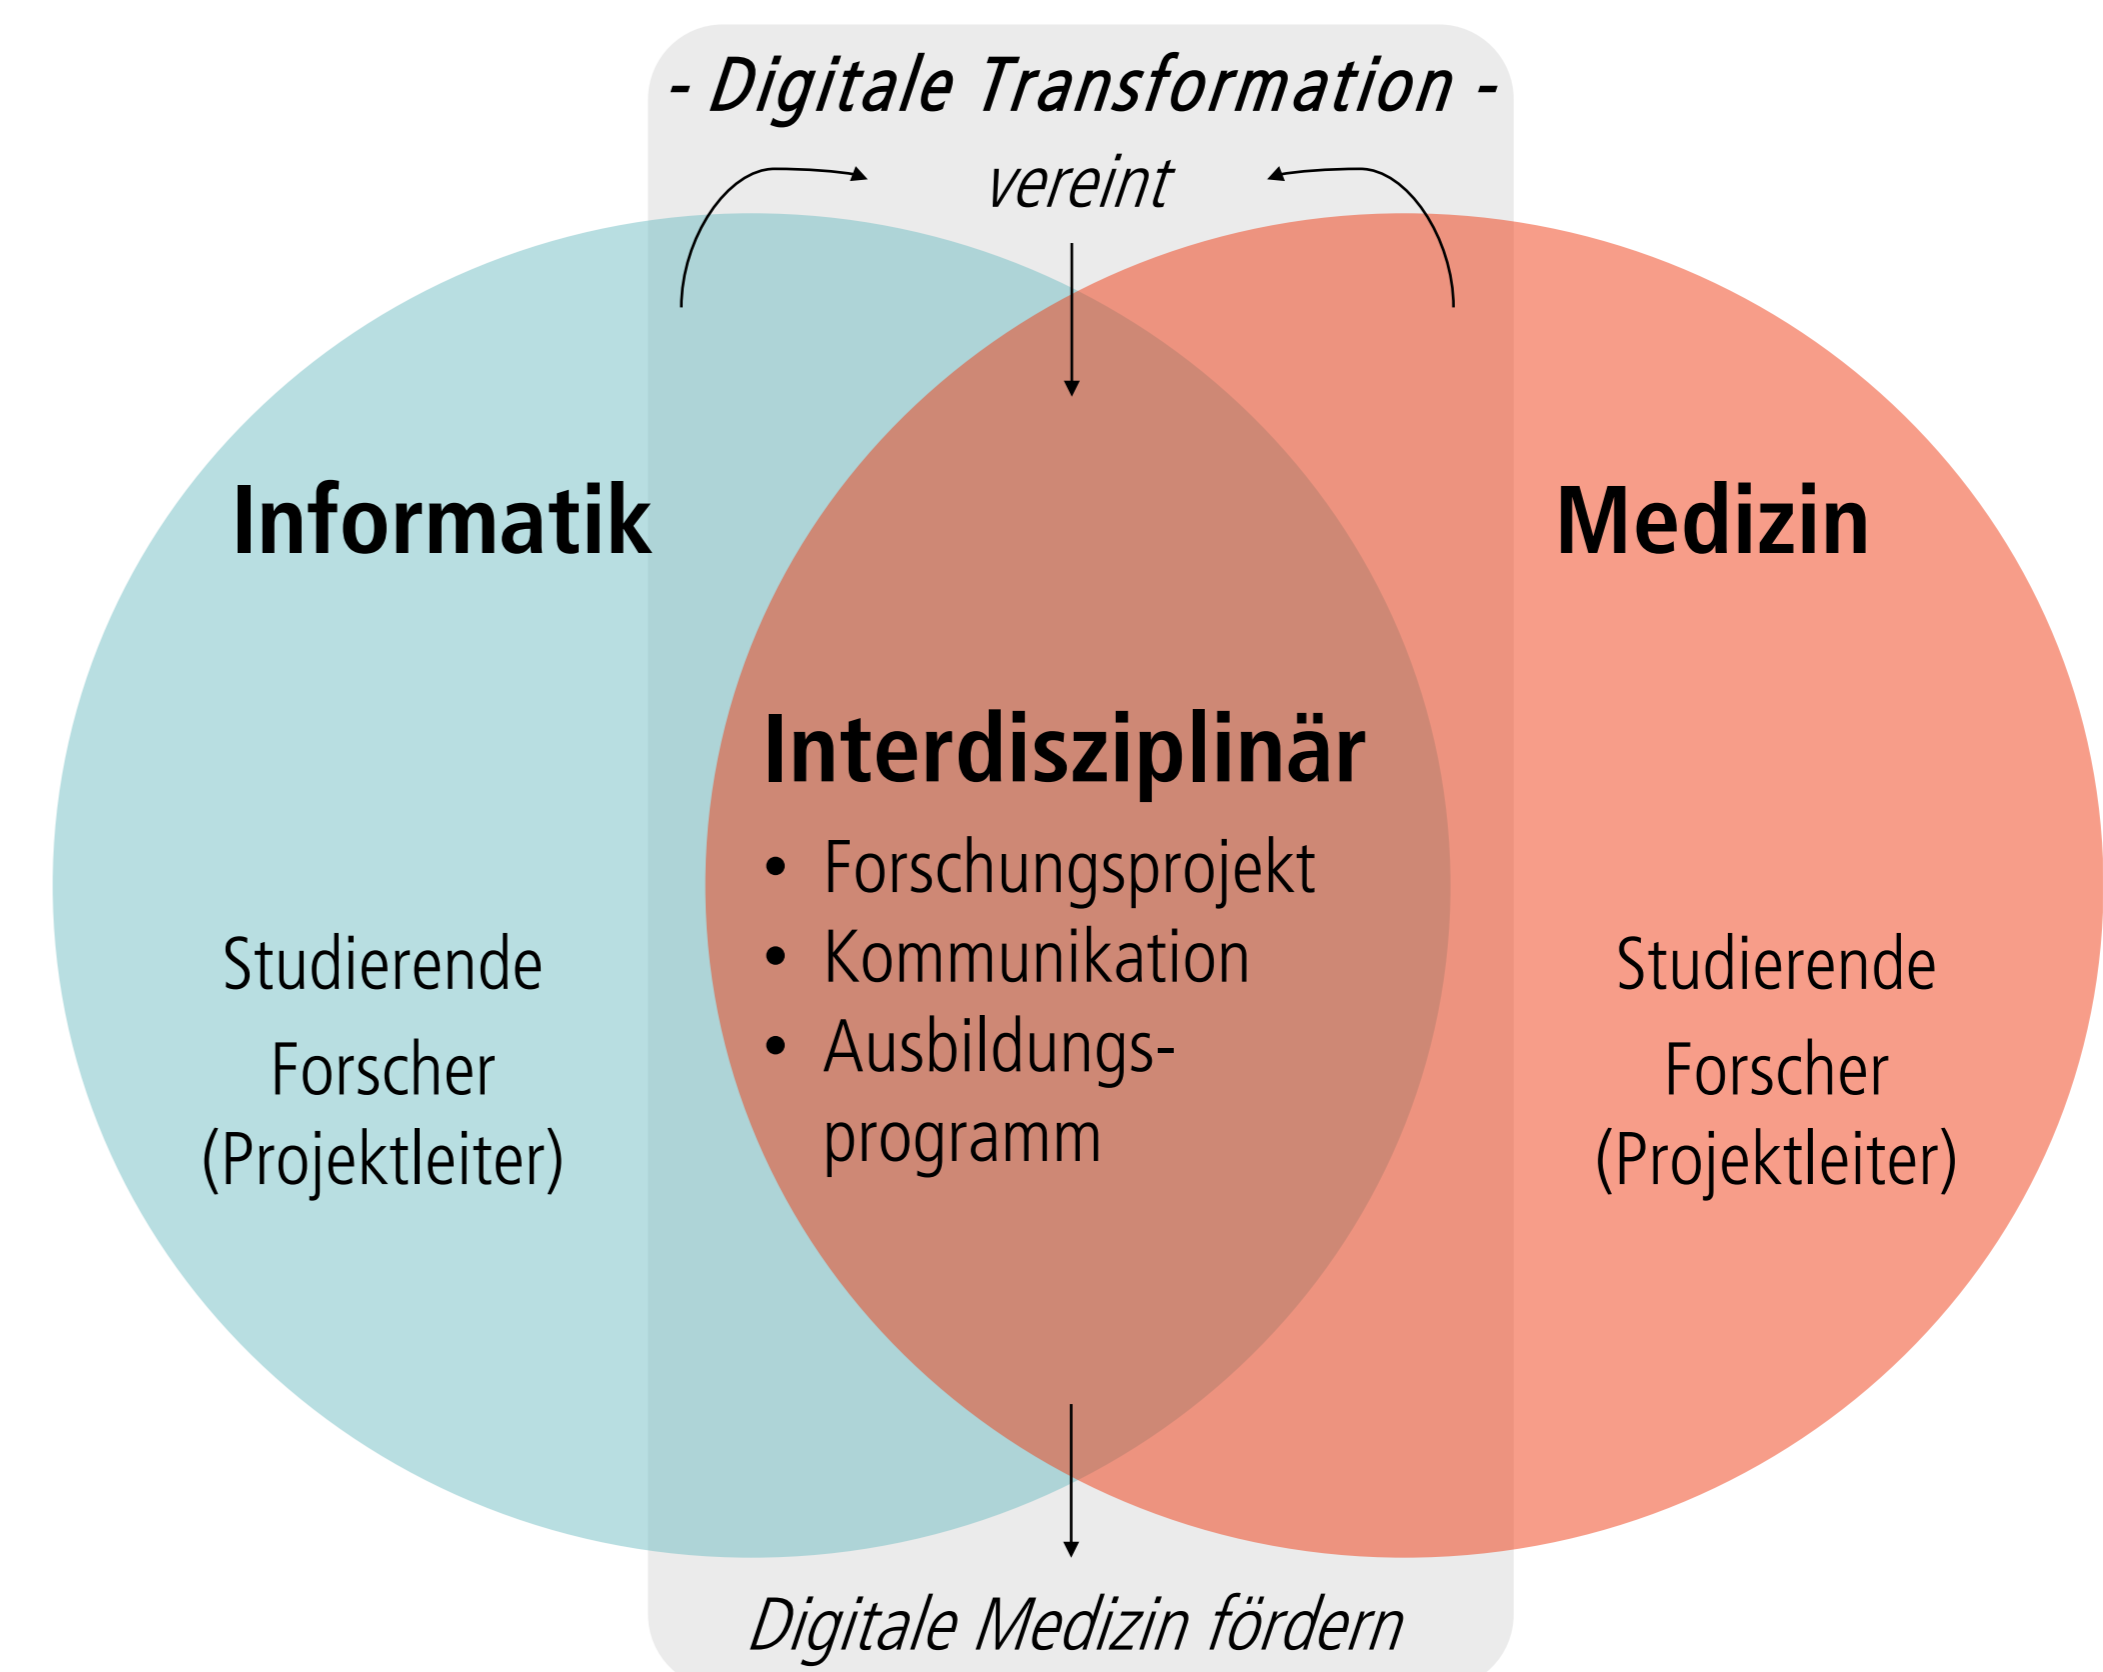 - Digitale Transformation -
vereint
Informatik
Medizin
Interdisziplinär
• Forschungsprojekt
• Kommunikation
• Ausbildungs-
programm
Studierende
Forscher
(Projektleiter)
Studierende
Forscher
(Projektleiter)
Digitale Medizin fördern